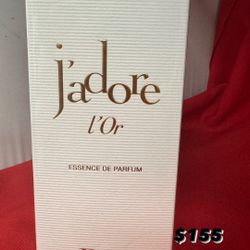 j'adore
l'Or
ESSENCE DE PARFUM
$155